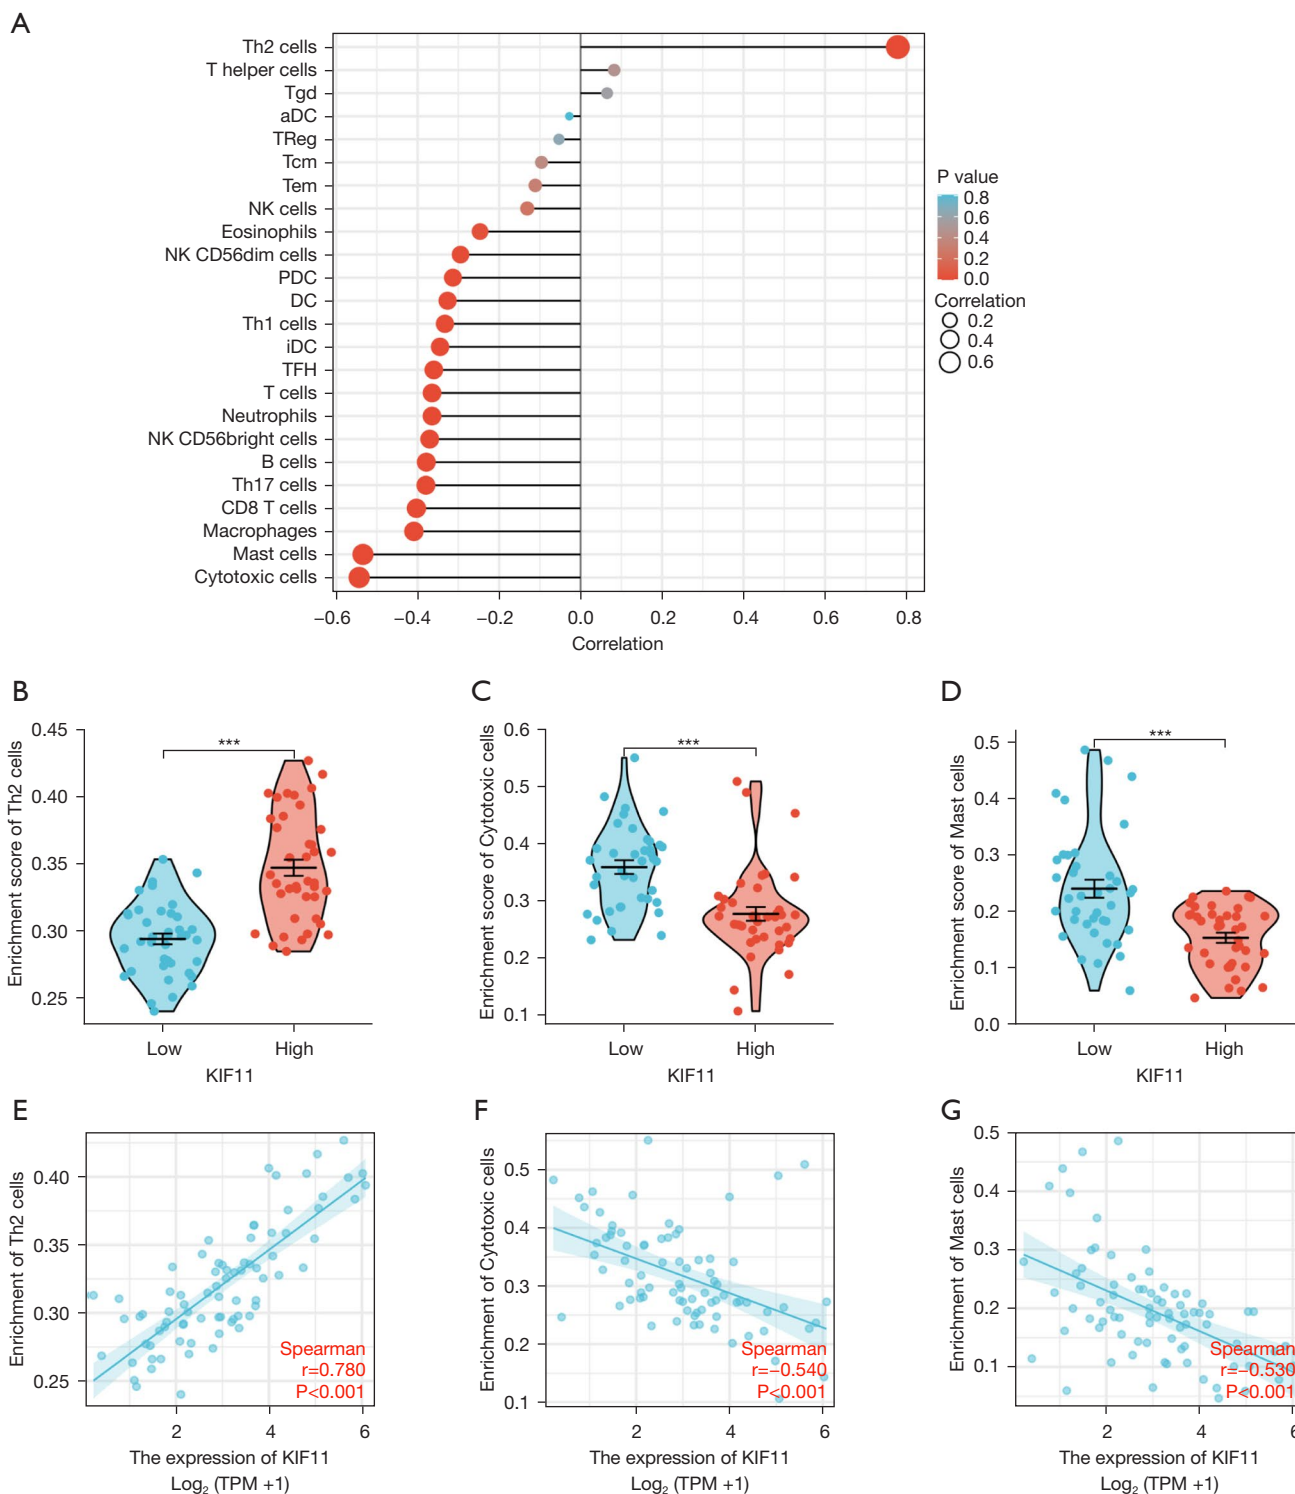 A
Th2 cells
T helper cells
Tgd
aDC
TReg
Tcm
Tem
NK cells
Eosinophils
NK CD56dim cells
PDC
DC
Th1 cells
iDC
TFH
T cells
Neutrophils
NK CD56bright cells
B cells
Th17 cells
CD8 T cells
Macrophages
Mast cells
Cytotoxic cells
−0.6 −0.4 −0.2 0.0 0.2 0.4 0.6 0.8
Correlation
P value
0.8
0.6
0.4
0.2
0.0
Correlation
0.2
0.4
0.6
B
Enrichment score of Th2 cells
0.45
0.40
0.35
0.30
0.25
***
Low High
KIF11
C
Enrichment score of Cytotoxic cells
0.6
0.5
0.4
0.3
0.2
0.1
***
Low High
KIF11
D
Enrichment score of Mast cells
0.5
0.4
0.3
0.2
0.1
0.0
***
Low High
KIF11
E
Enrichment of Th2 cells
0.40
0.35
0.30
0.25
Spearman
r=0.780
P<0.001
2 4 6
The expression of KIF11
Log₂ (TPM +1)
F
Enrichment of Cytotoxic cells
0.5
0.4
0.3
0.2
0.1
Spearman
r=−0.540
P<0.001
2 4 6
The expression of KIF11
Log₂ (TPM +1)
G
Enrichment of Mast cells
0.5
0.4
0.3
0.2
0.1
Spearman
r=−0.530
P<0.001
2 4 6
The expression of KIF11
Log₂ (TPM +1)